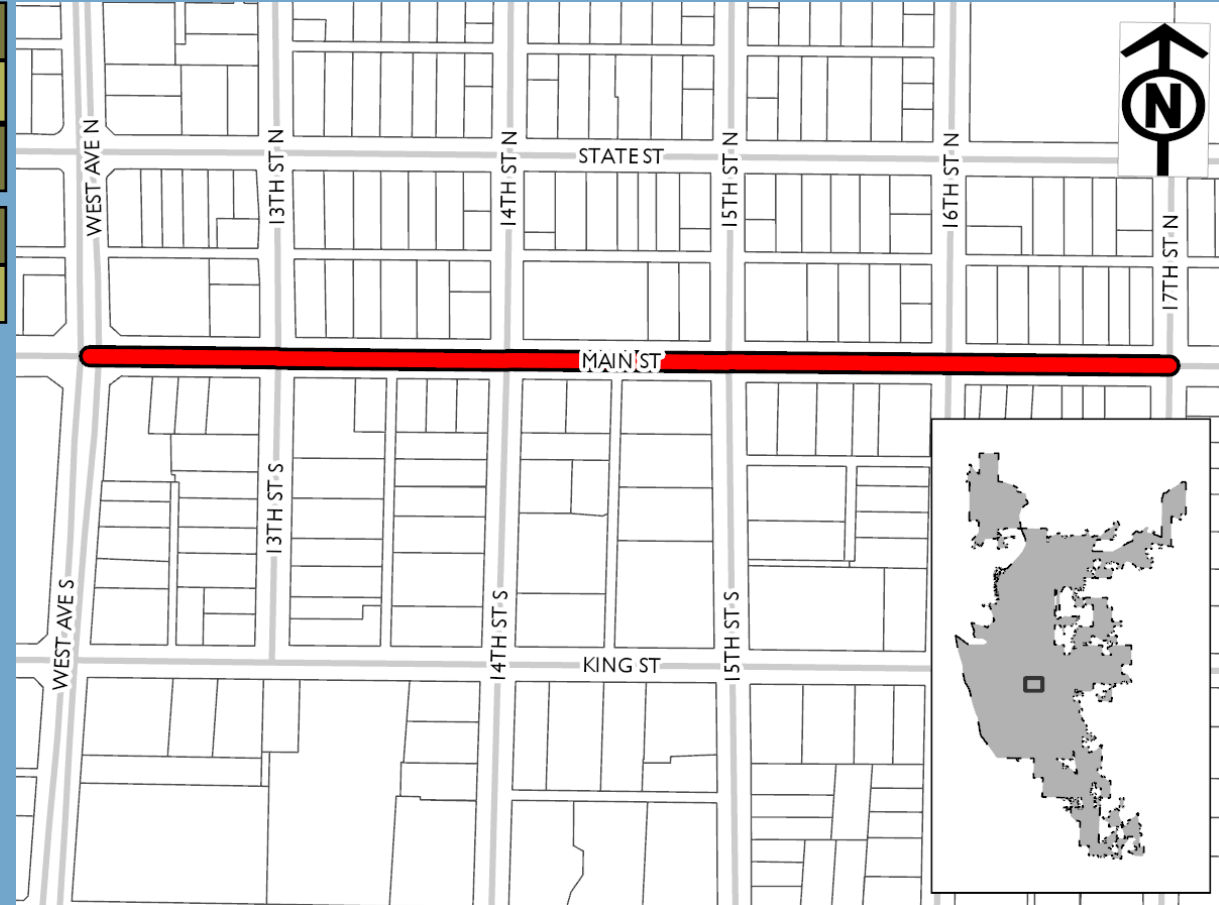 N
WEST AVE N
13TH ST N
14TH ST N
STATE ST
15TH ST N
16TH ST N
17TH ST N
MAIN ST
13TH ST S
WEST AVE S
14TH ST S
KING ST
15TH ST S